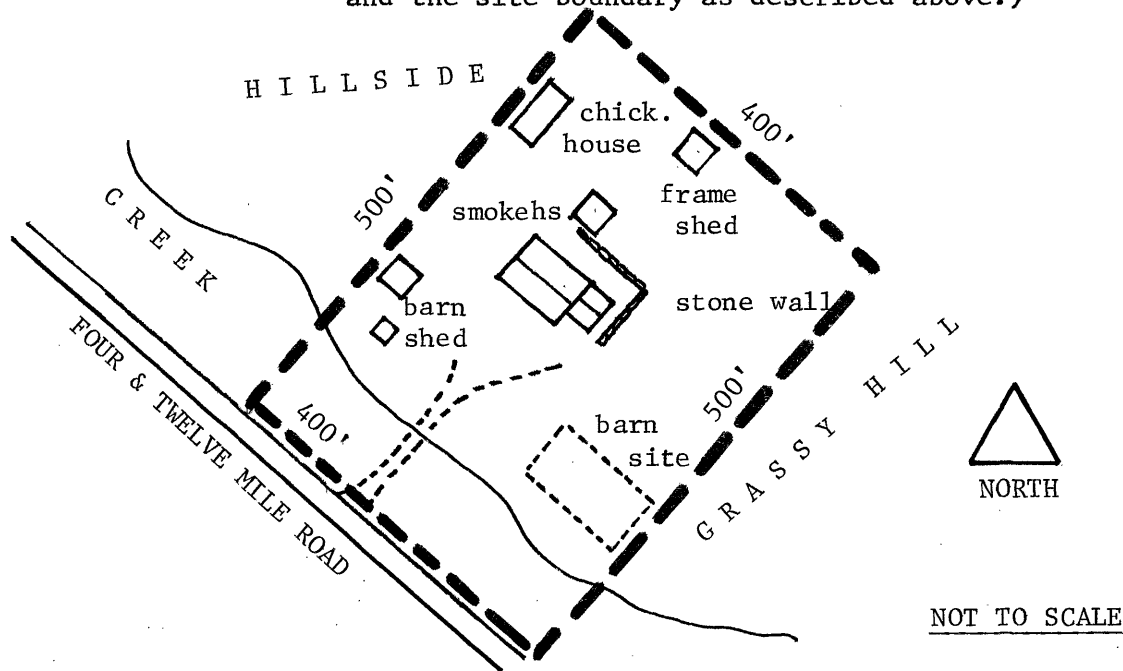 and the site boundary as described above.)
HILLSIDE
chick.
house
400'
500'
CREEK
smokehs.
frame
shed
barn
shed
stone wall
FOUR & TWELVE MILE ROAD
400'
500'
GRASSY HILL
barn
site
NORTH
NOT TO SCALE